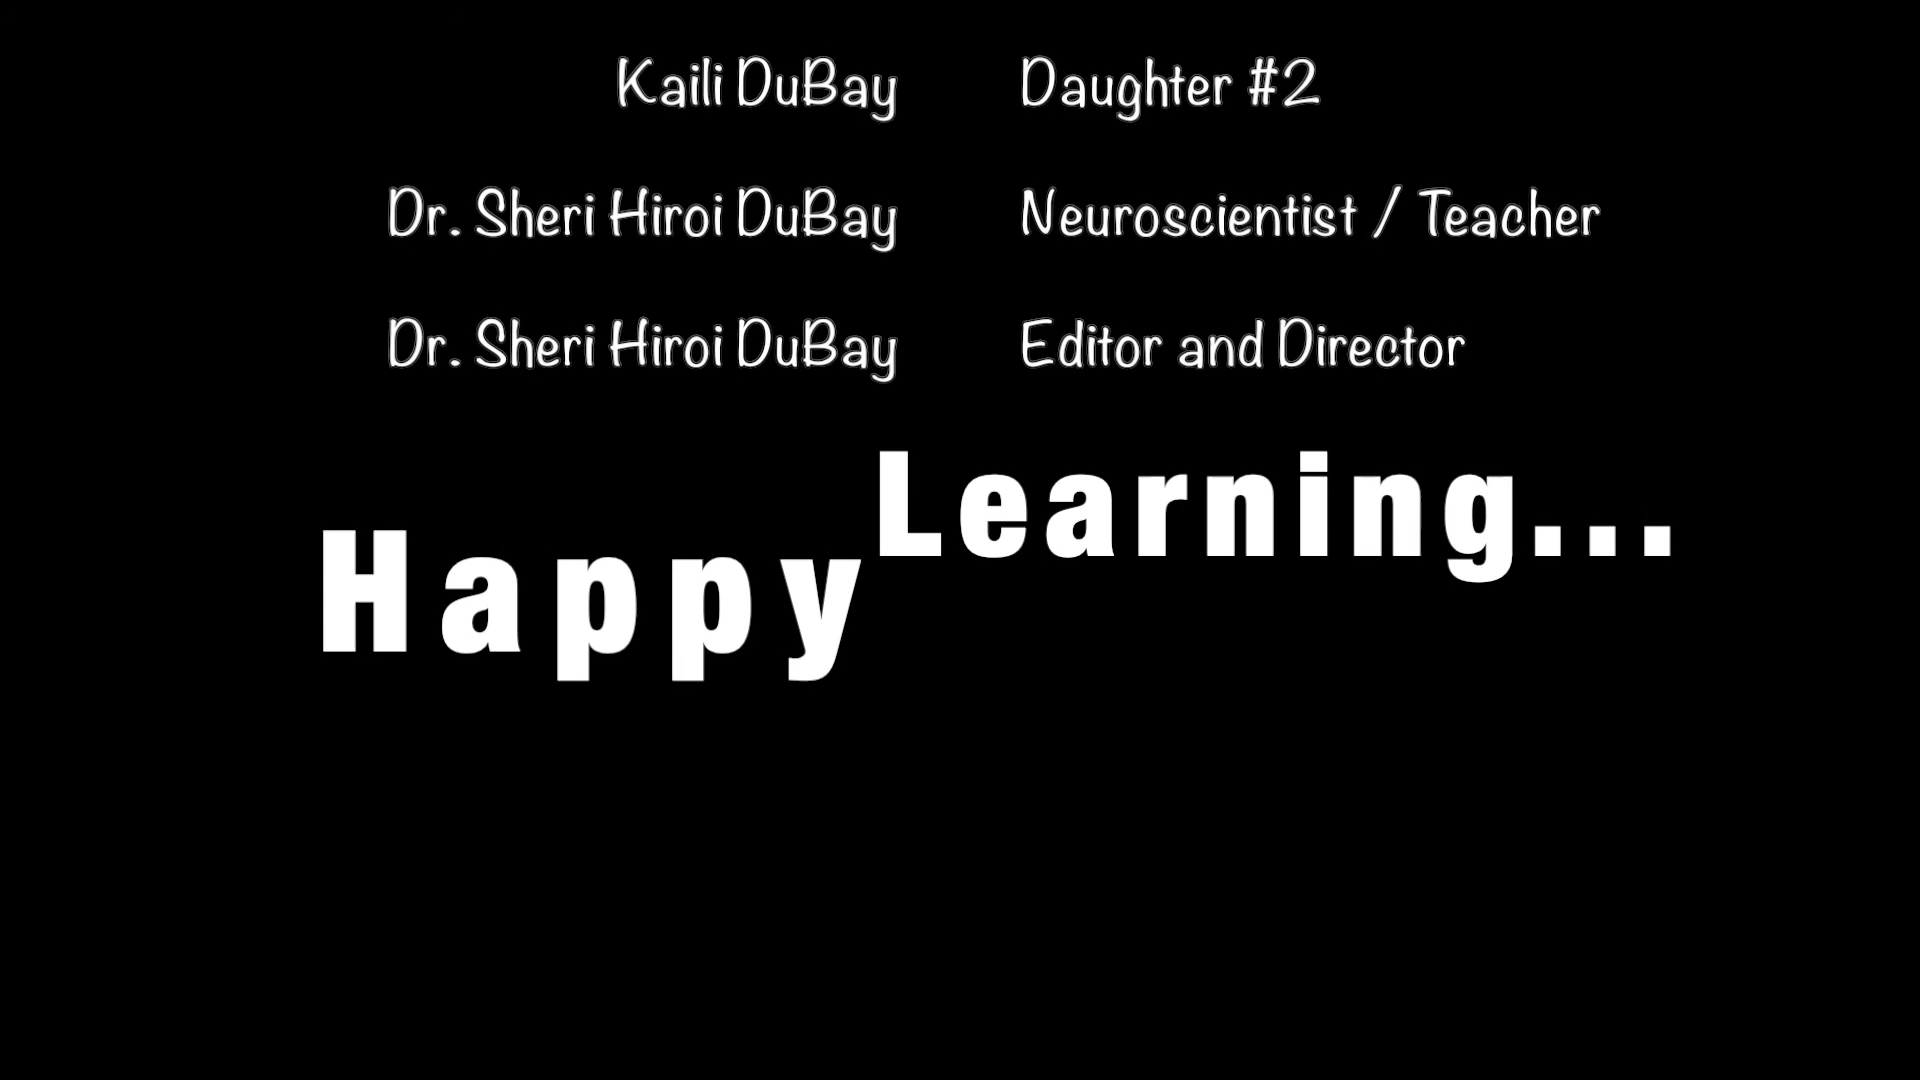 Kaili DuBay Daughter #2
Dr. Sheri Hiroi DuBay Neuroscientist / Teacher
Dr. Sheri Hiroi DuBay Editor and Director
Happy Learning...